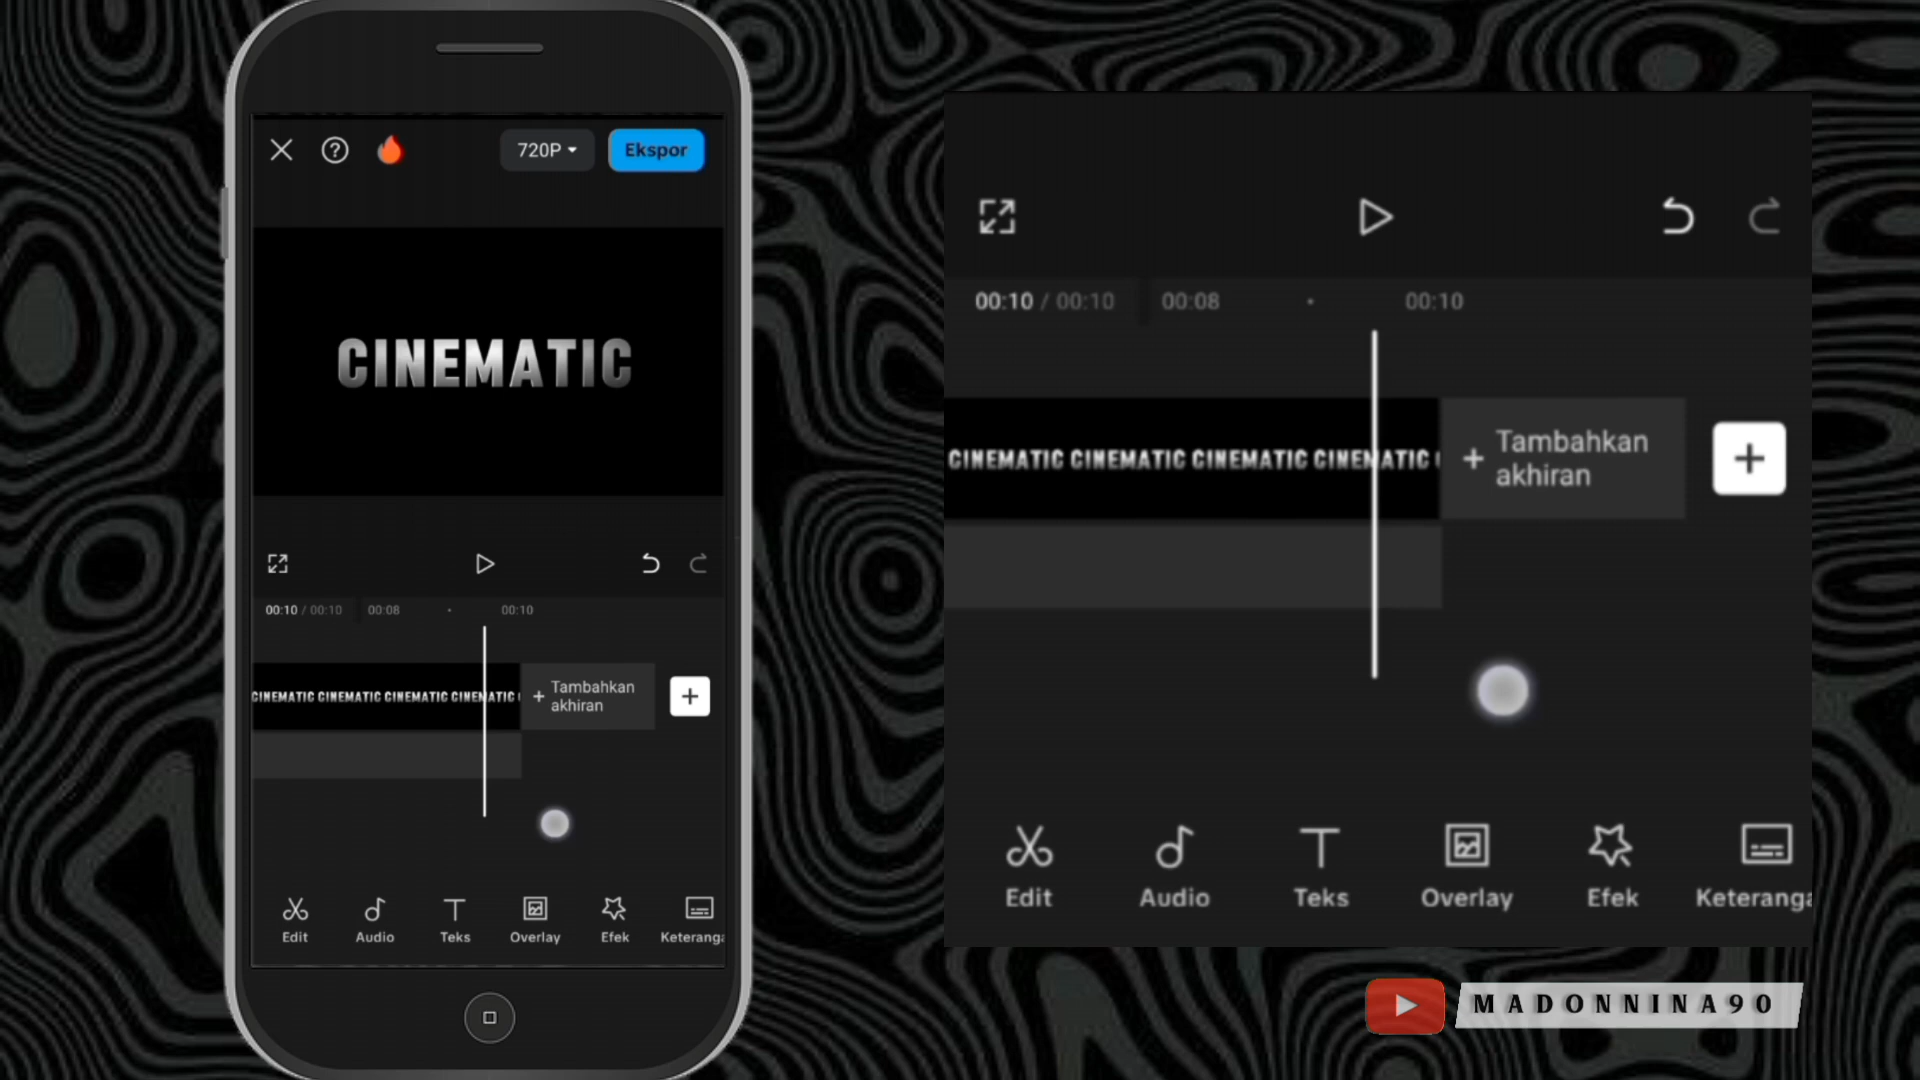 720P
Ekspor
CINEMATIC
00:10 / 00:10
00:08
00:10
CINEMATIC CINEMATIC CINEMATIC CINEMATIC
+ Tambahkan
akhiran
+
Edit
Audio
Teks
Overlay
Efek
Keteranga
00:10 / 00:10
00:08
00:10
CINEMATIC CINEMATIC CINEMATIC CINEMATIC
+ Tambahkan
akhiran
+
Edit
Audio
Teks
Overlay
Efek
Keteranga
MADONNINA90